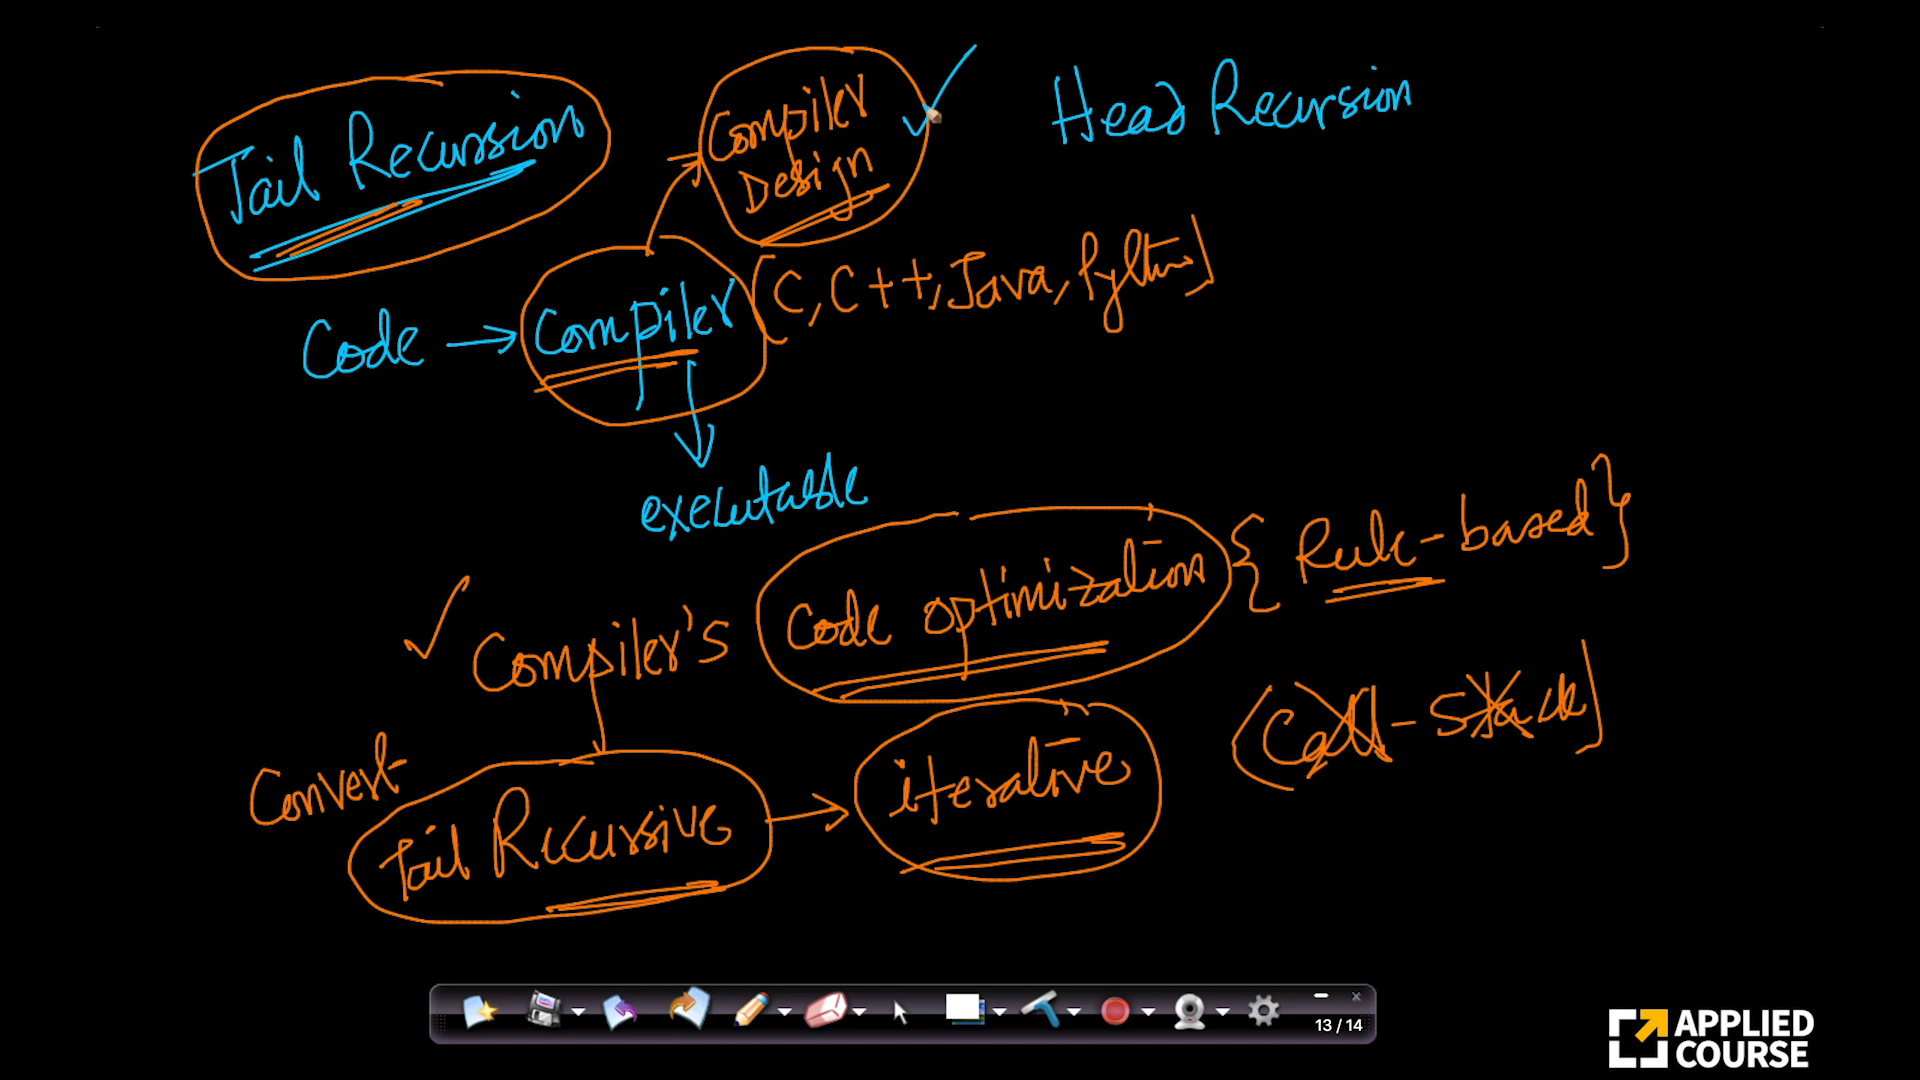 Tail Recursion
Compiler
Design
Head Recursion
Code → Compiler [C, C++, Java, Python]
executable
✓ Compiler's Code optimization { Rule-based }
(Call-Stack]
Convert
Tail Recursive → iterative
13 / 14
APPLIED
COURSE